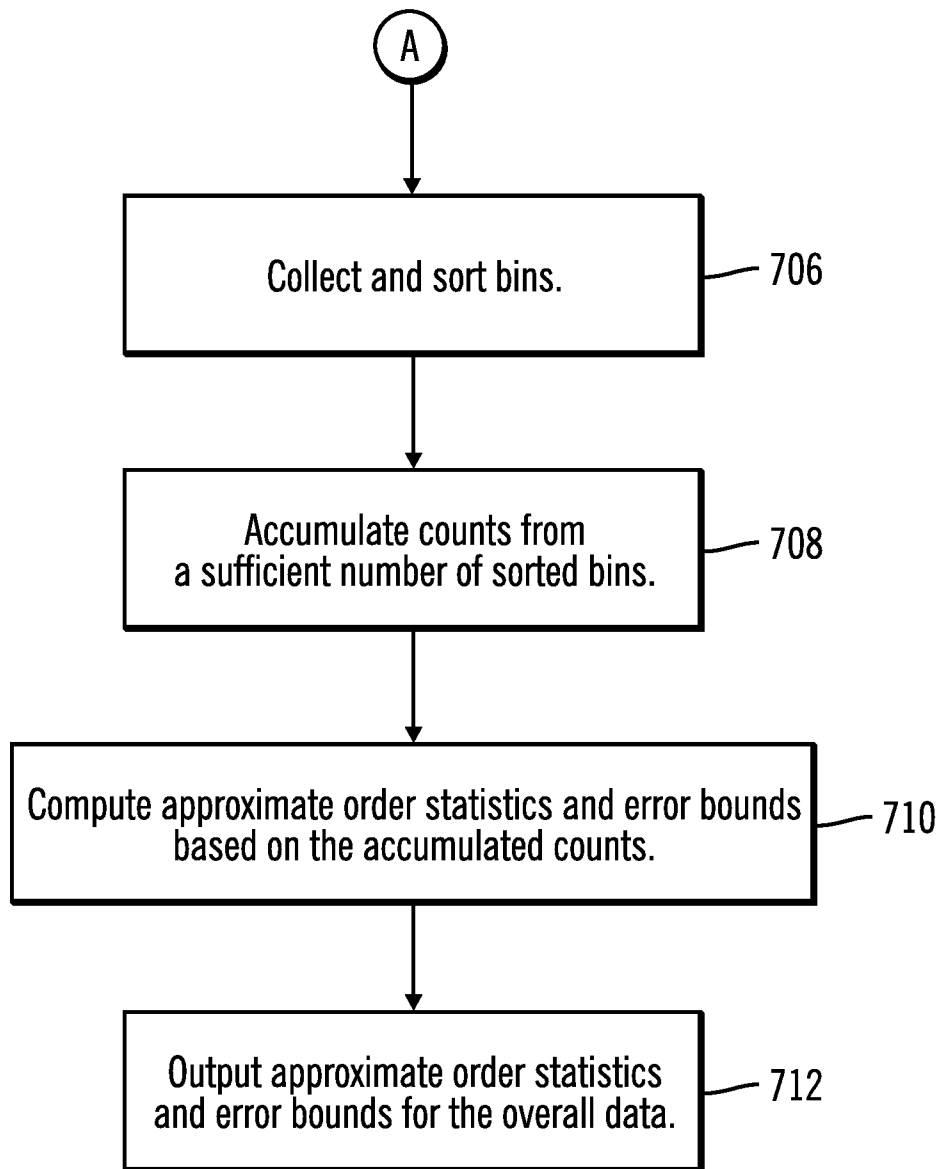 A
Collect and sort bins.
706
Accumulate counts from
a sufficient number of sorted bins.
708
Compute approximate order statistics and error bounds
based on the accumulated counts.
710
Output approximate order statistics
and error bounds for the overall data.
712